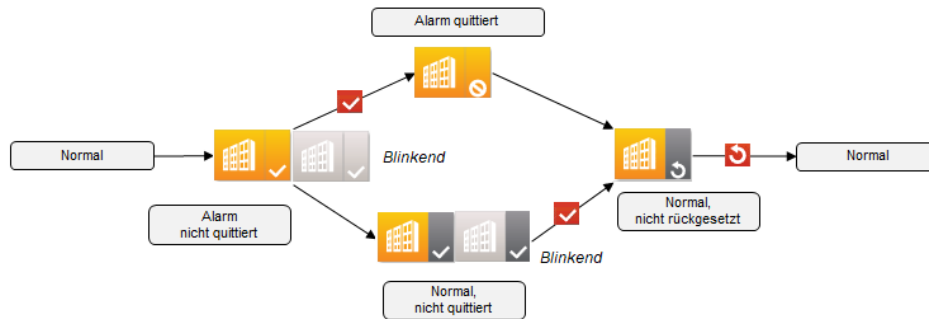 Alarm quittiert
Normal
Blinkend
Normal
Alarm
nicht quittiert
Normal,
nicht rückgesetzt
Blinkend
Normal,
nicht quittiert